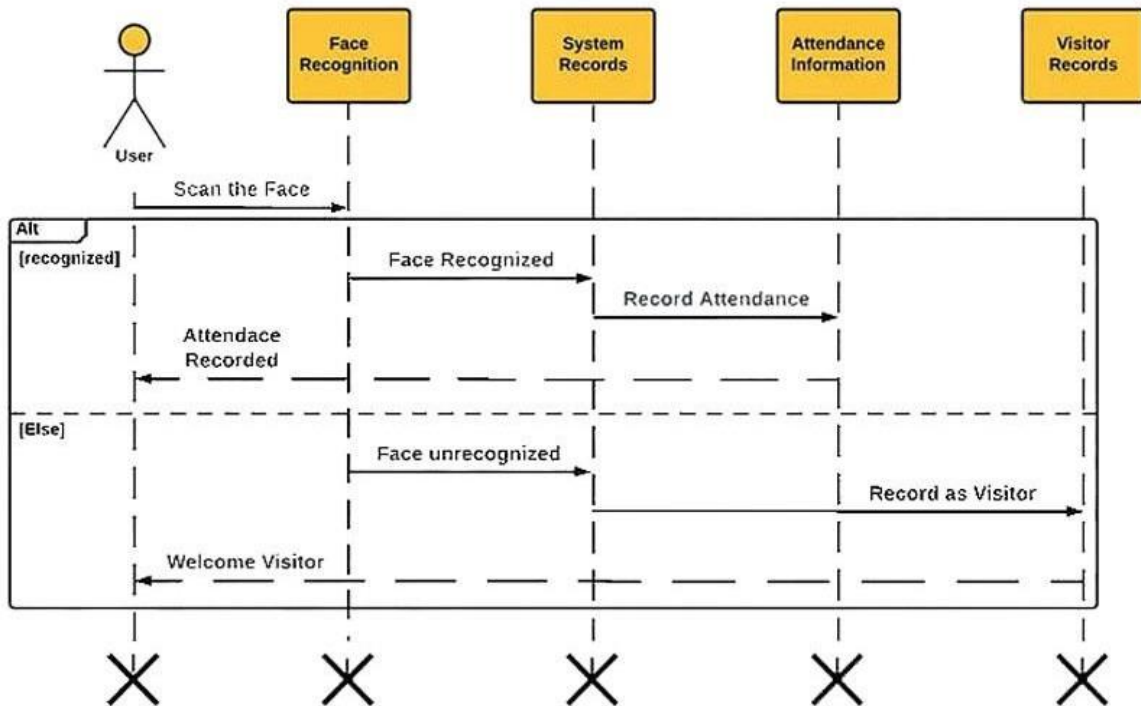 Face
Recognition
System
Records
Attendance
Information
Visitor
Records
User
Scan the Face
Alt
[recognized]
Face Recognized
Record Attendance
Attendace
Recorded
[Else]
Face unrecognized
Record as Visitor
Welcome Visitor